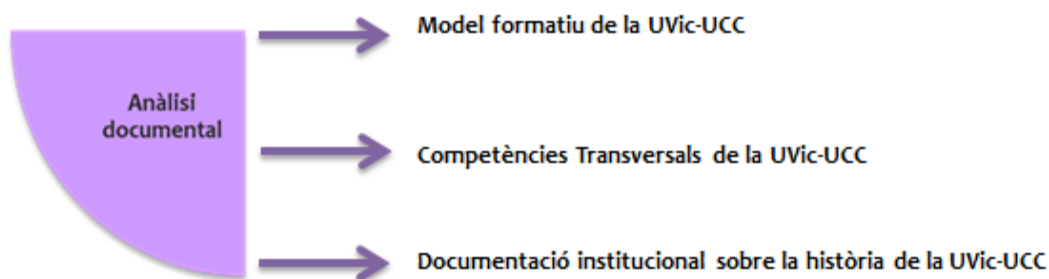 Model formatiu de la UVic-UCC
Anàlisi
documental
Competències Transversals de la UVic-UCC
Documentació institucional sobre la història de la UVic-UCC